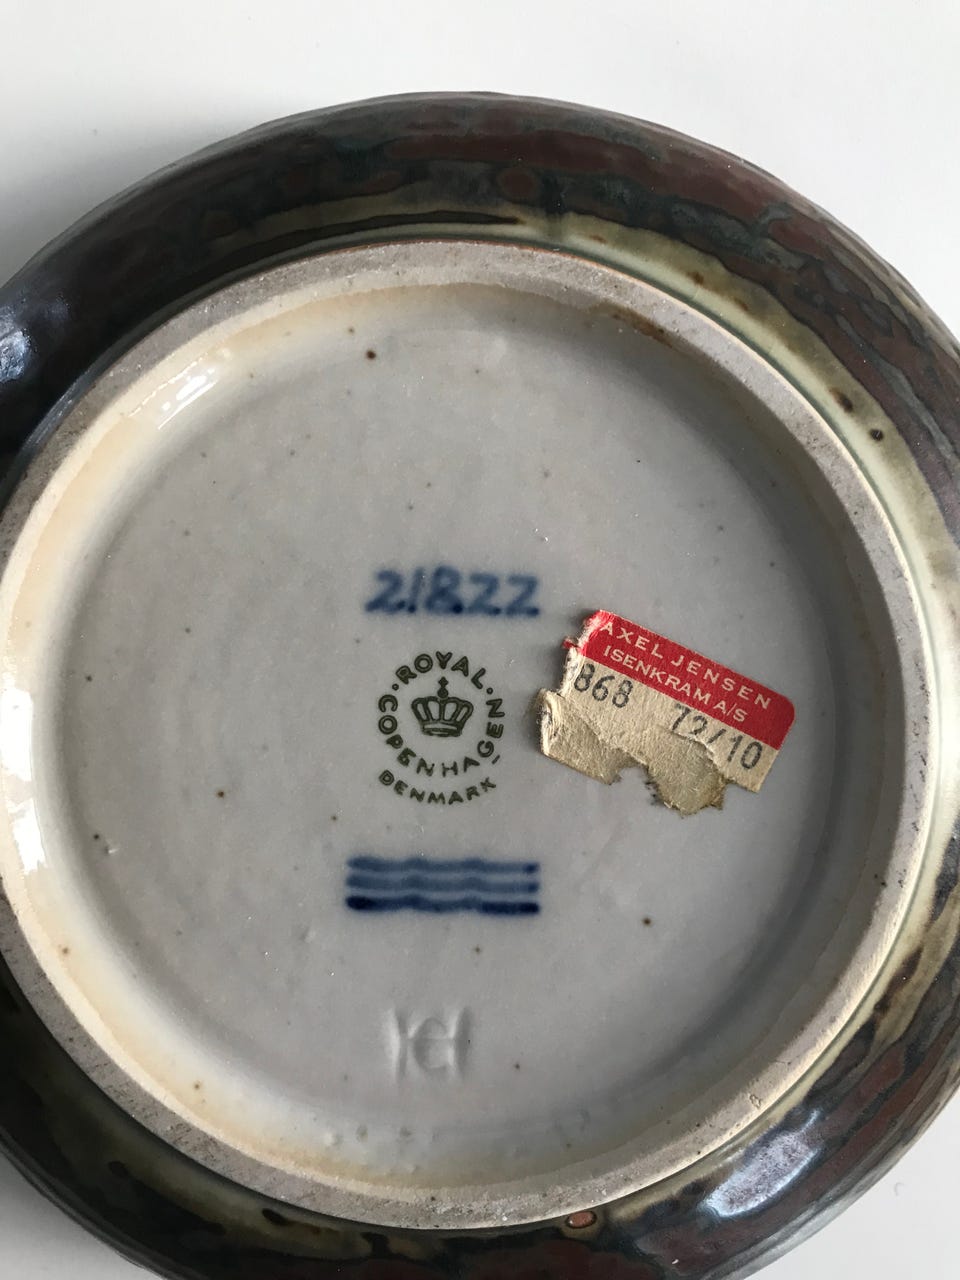 21822
ROYAL
COPENHAGEN
DENMARK
AXEL JENSEN
ISENKRAM A/S
868 72/10